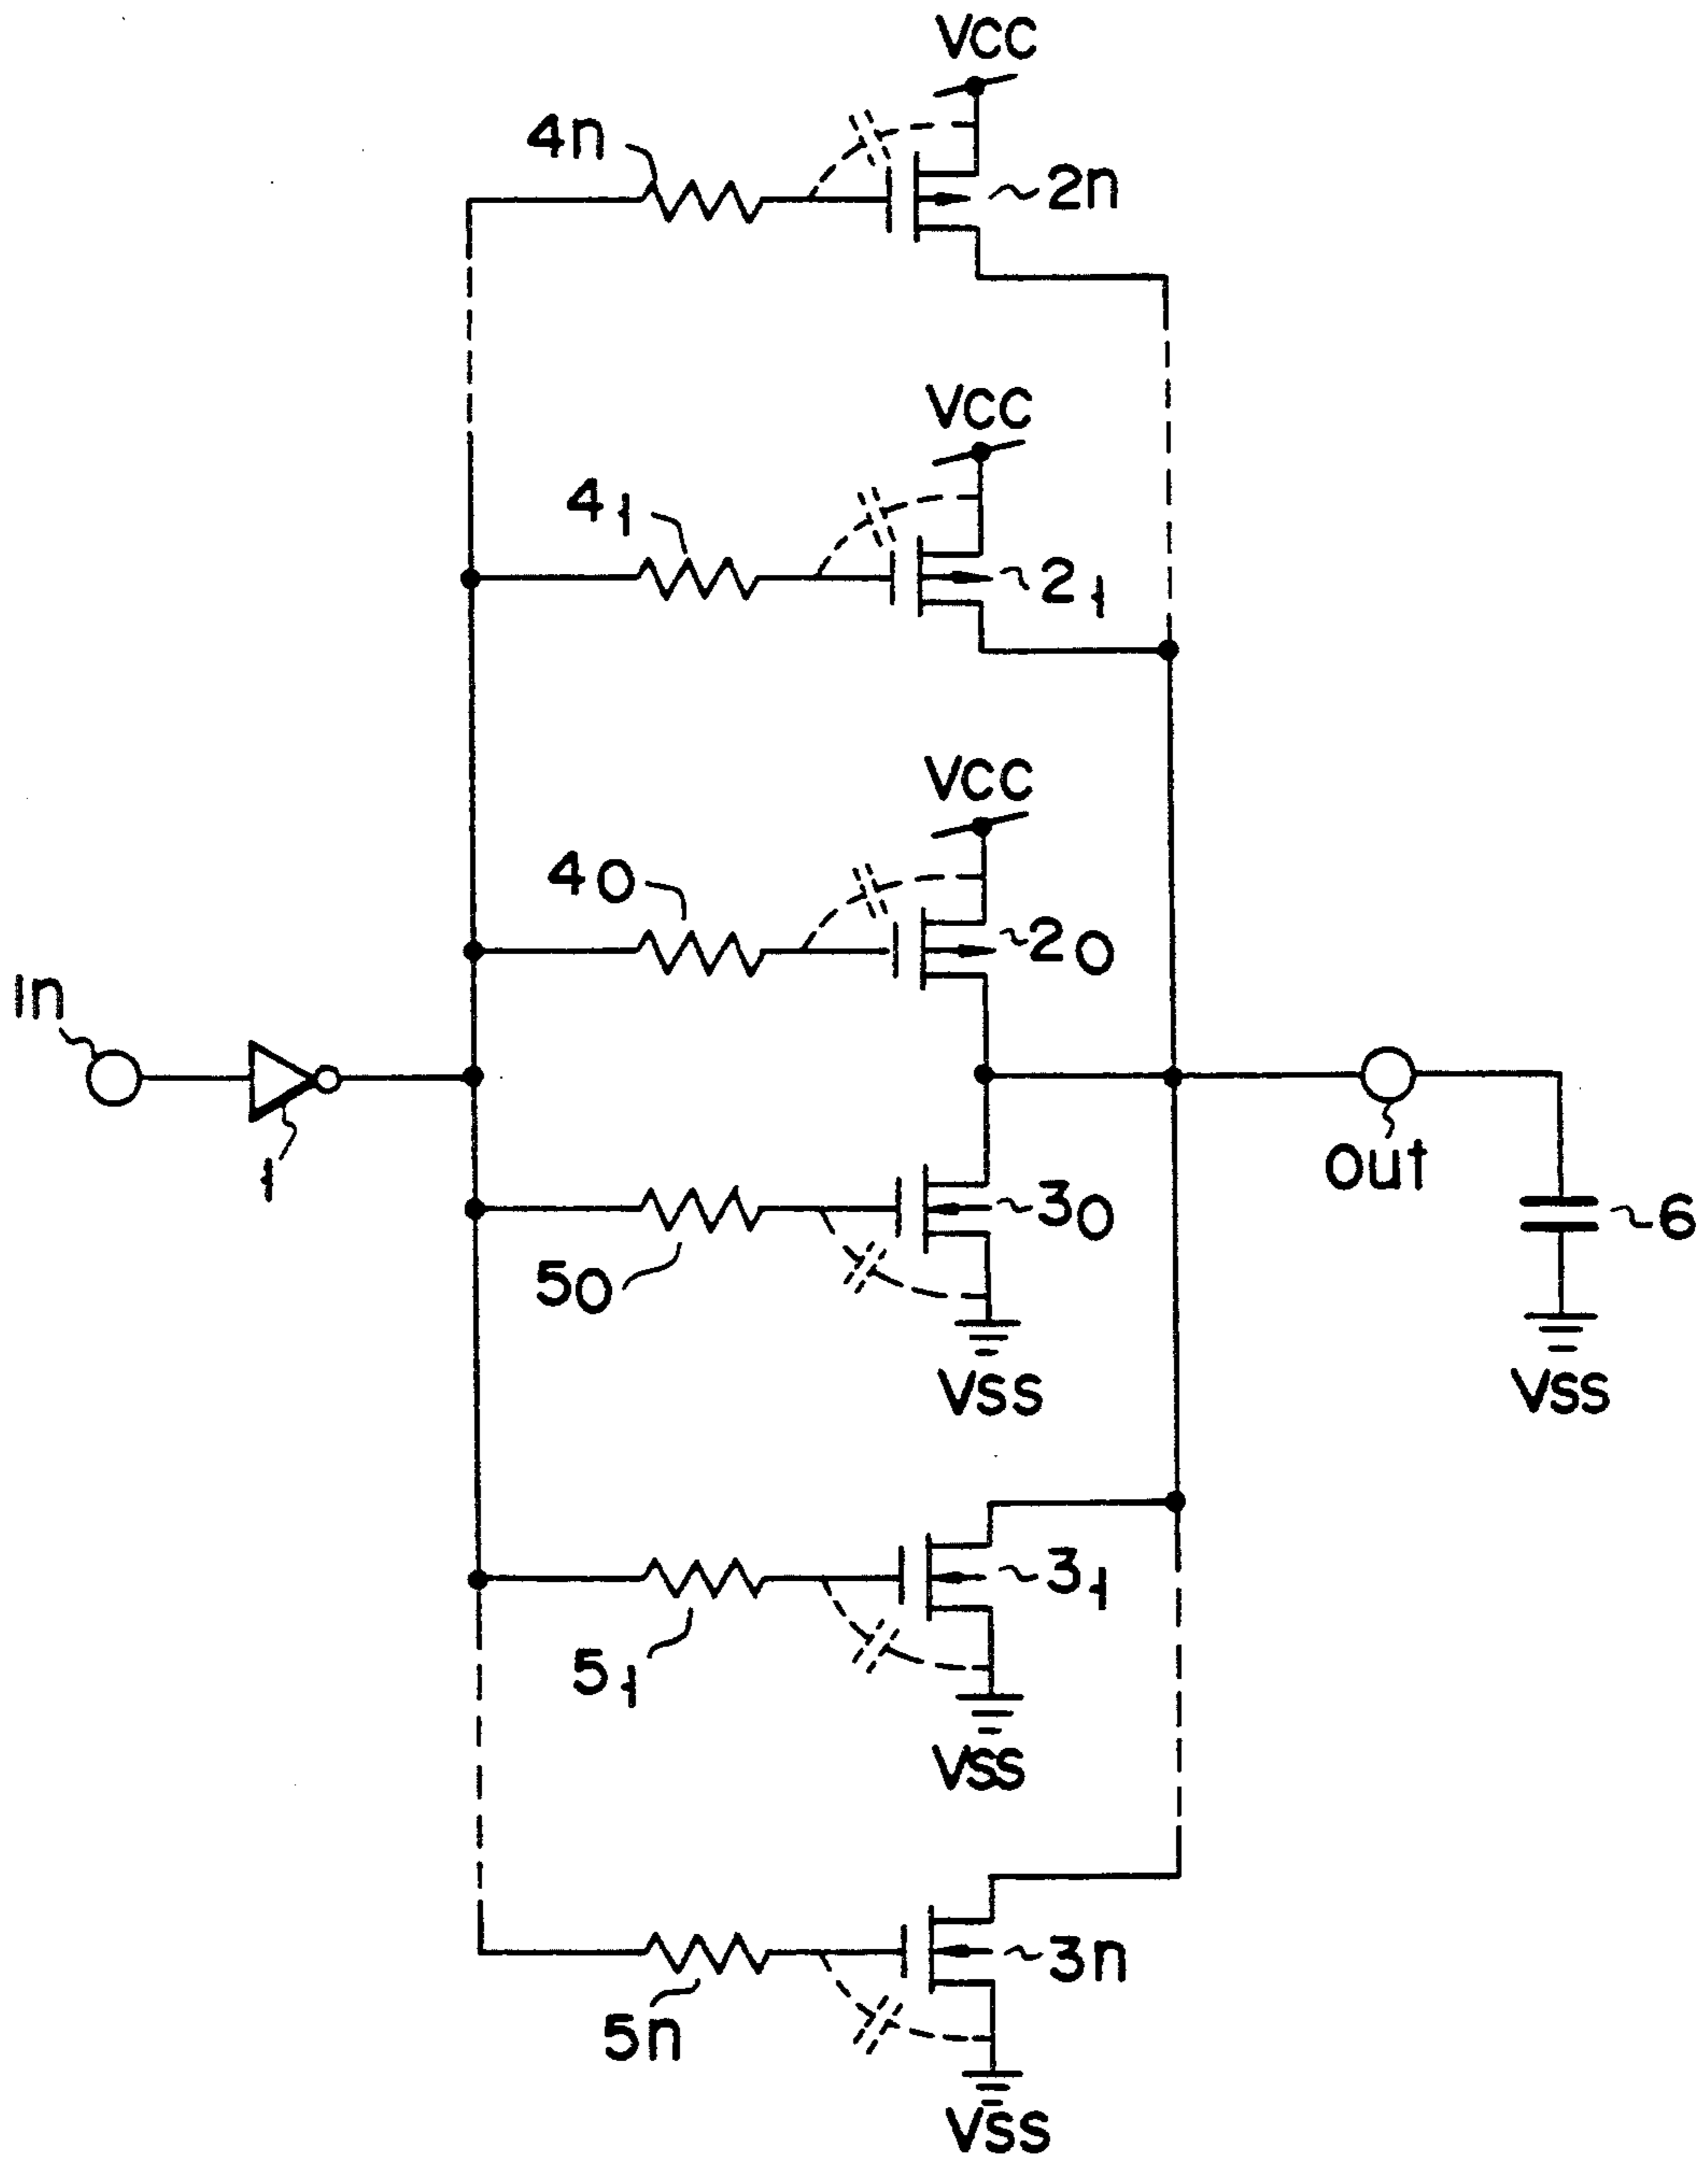 VCC
4n
2n
VCC
4₁
2₁
VCC
4₀
2₀
In
1
out
3₀
5₀
6
VSS
VSS
3₁
5₁
VSS
3n
5n
VSS